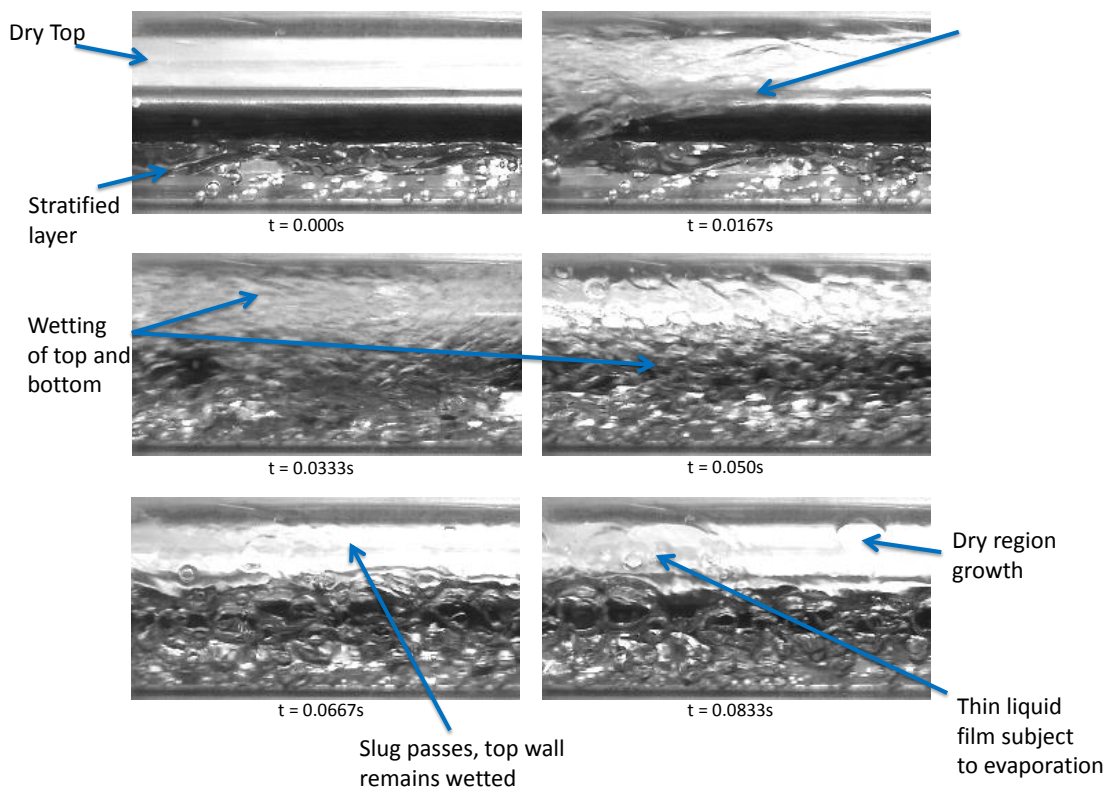 Dry Top
Stratified
layer
t = 0.000s
t = 0.0167s
Wetting
of top and
bottom
t = 0.0333s
t = 0.050s
Dry region
growth
t = 0.0667s
t = 0.0833s
Slug passes, top wall
remains wetted
Thin liquid
film subject
to evaporation